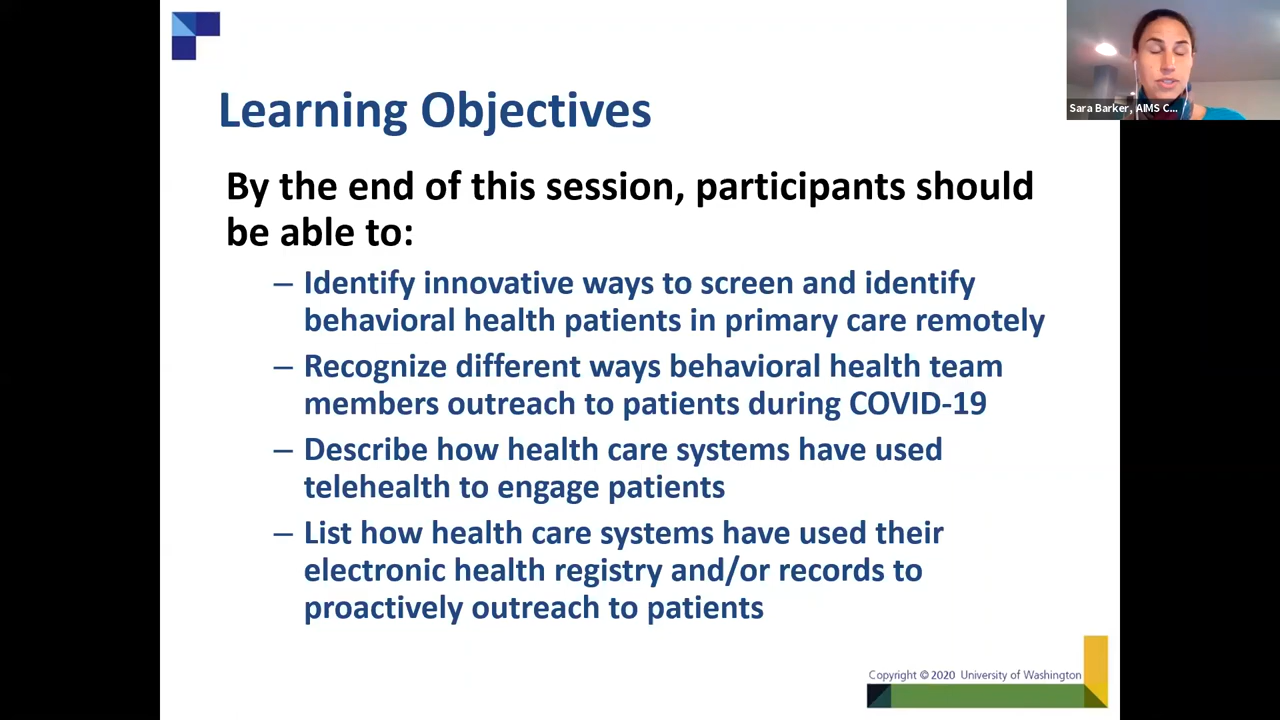 Sara Barker, AIMS C...
Learning Objectives
By the end of this session, participants should
be able to:
– Identify innovative ways to screen and identify
behavioral health patients in primary care remotely
– Recognize different ways behavioral health team
members outreach to patients during COVID-19
– Describe how health care systems have used
telehealth to engage patients
– List how health care systems have used their
electronic health registry and/or records to
proactively outreach to patients
Copyright © 2020 University of Washington